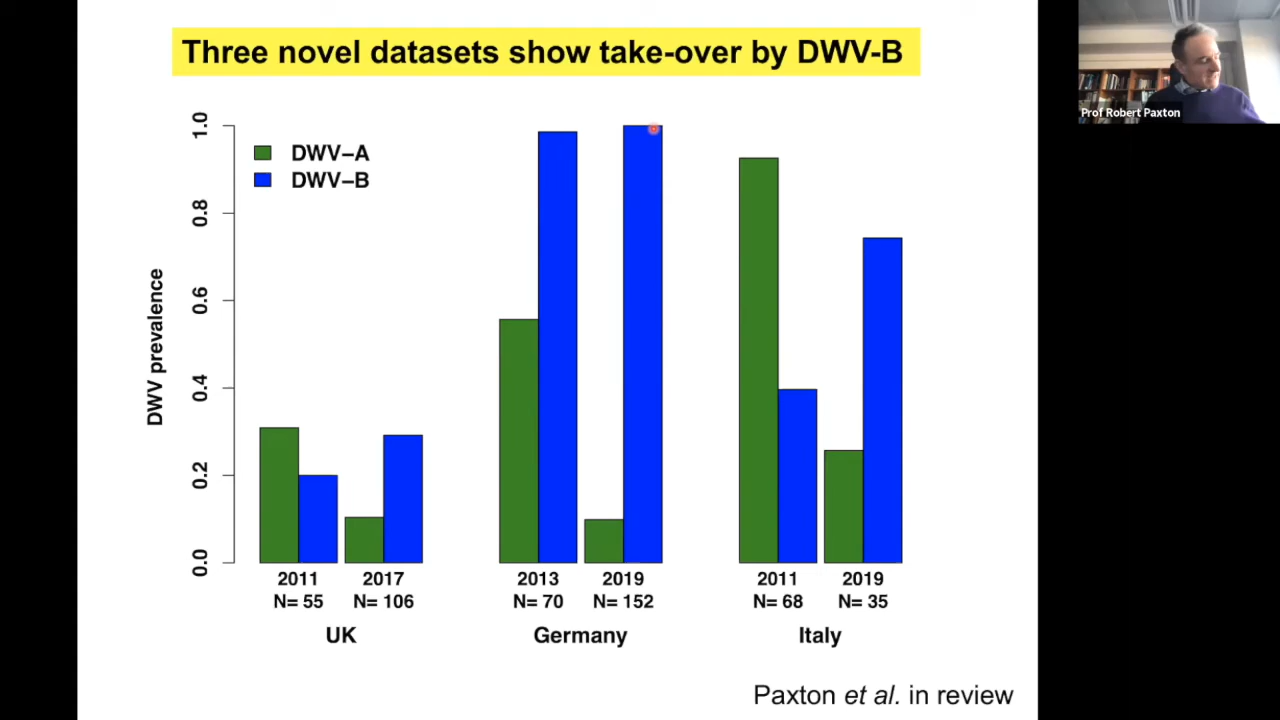 Three novel datasets show take-over by DWV-B
Prof Robert Paxton
DWV–A
DWV–B
DWV prevalence
1.0
0.8
0.6
0.4
0.2
0.0
2011 2017 2013 2019 2011 2019
N= 55 N= 106 N= 70 N= 152 N= 68 N= 35
UK Germany Italy
Paxton et al. in review